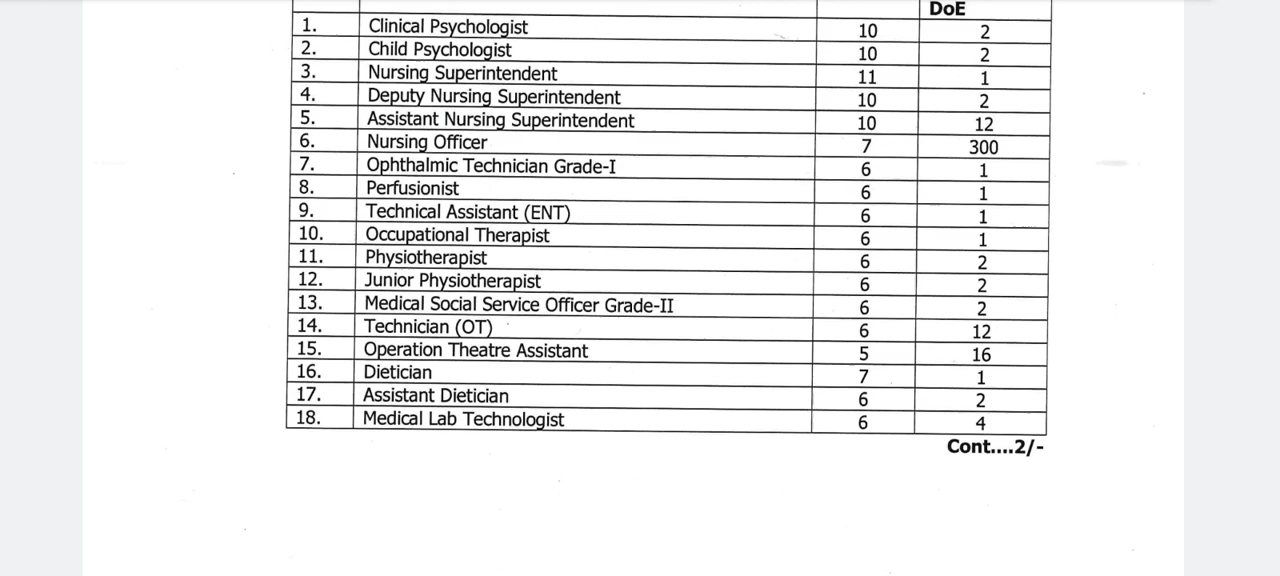 DoE
1. Clinical Psychologist 10 2
2. Child Psychologist 10 2
3. Nursing Superintendent 11 1
4. Deputy Nursing Superintendent 10 2
5. Assistant Nursing Superintendent 10 12
6. Nursing Officer 7 300
7. Ophthalmic Technician Grade-I 6 1
8. Perfusionist 6 1
9. Technical Assistant (ENT) 6 1
10. Occupational Therapist 6 1
11. Physiotherapist 6 2
12. Junior Physiotherapist 6 2
13. Medical Social Service Officer Grade-II 6 2
14. Technician (OT) 6 12
15. Operation Theatre Assistant 5 16
16. Dietician 7 1
17. Assistant Dietician 6 2
18. Medical Lab Technologist 6 4
Cont....2/-